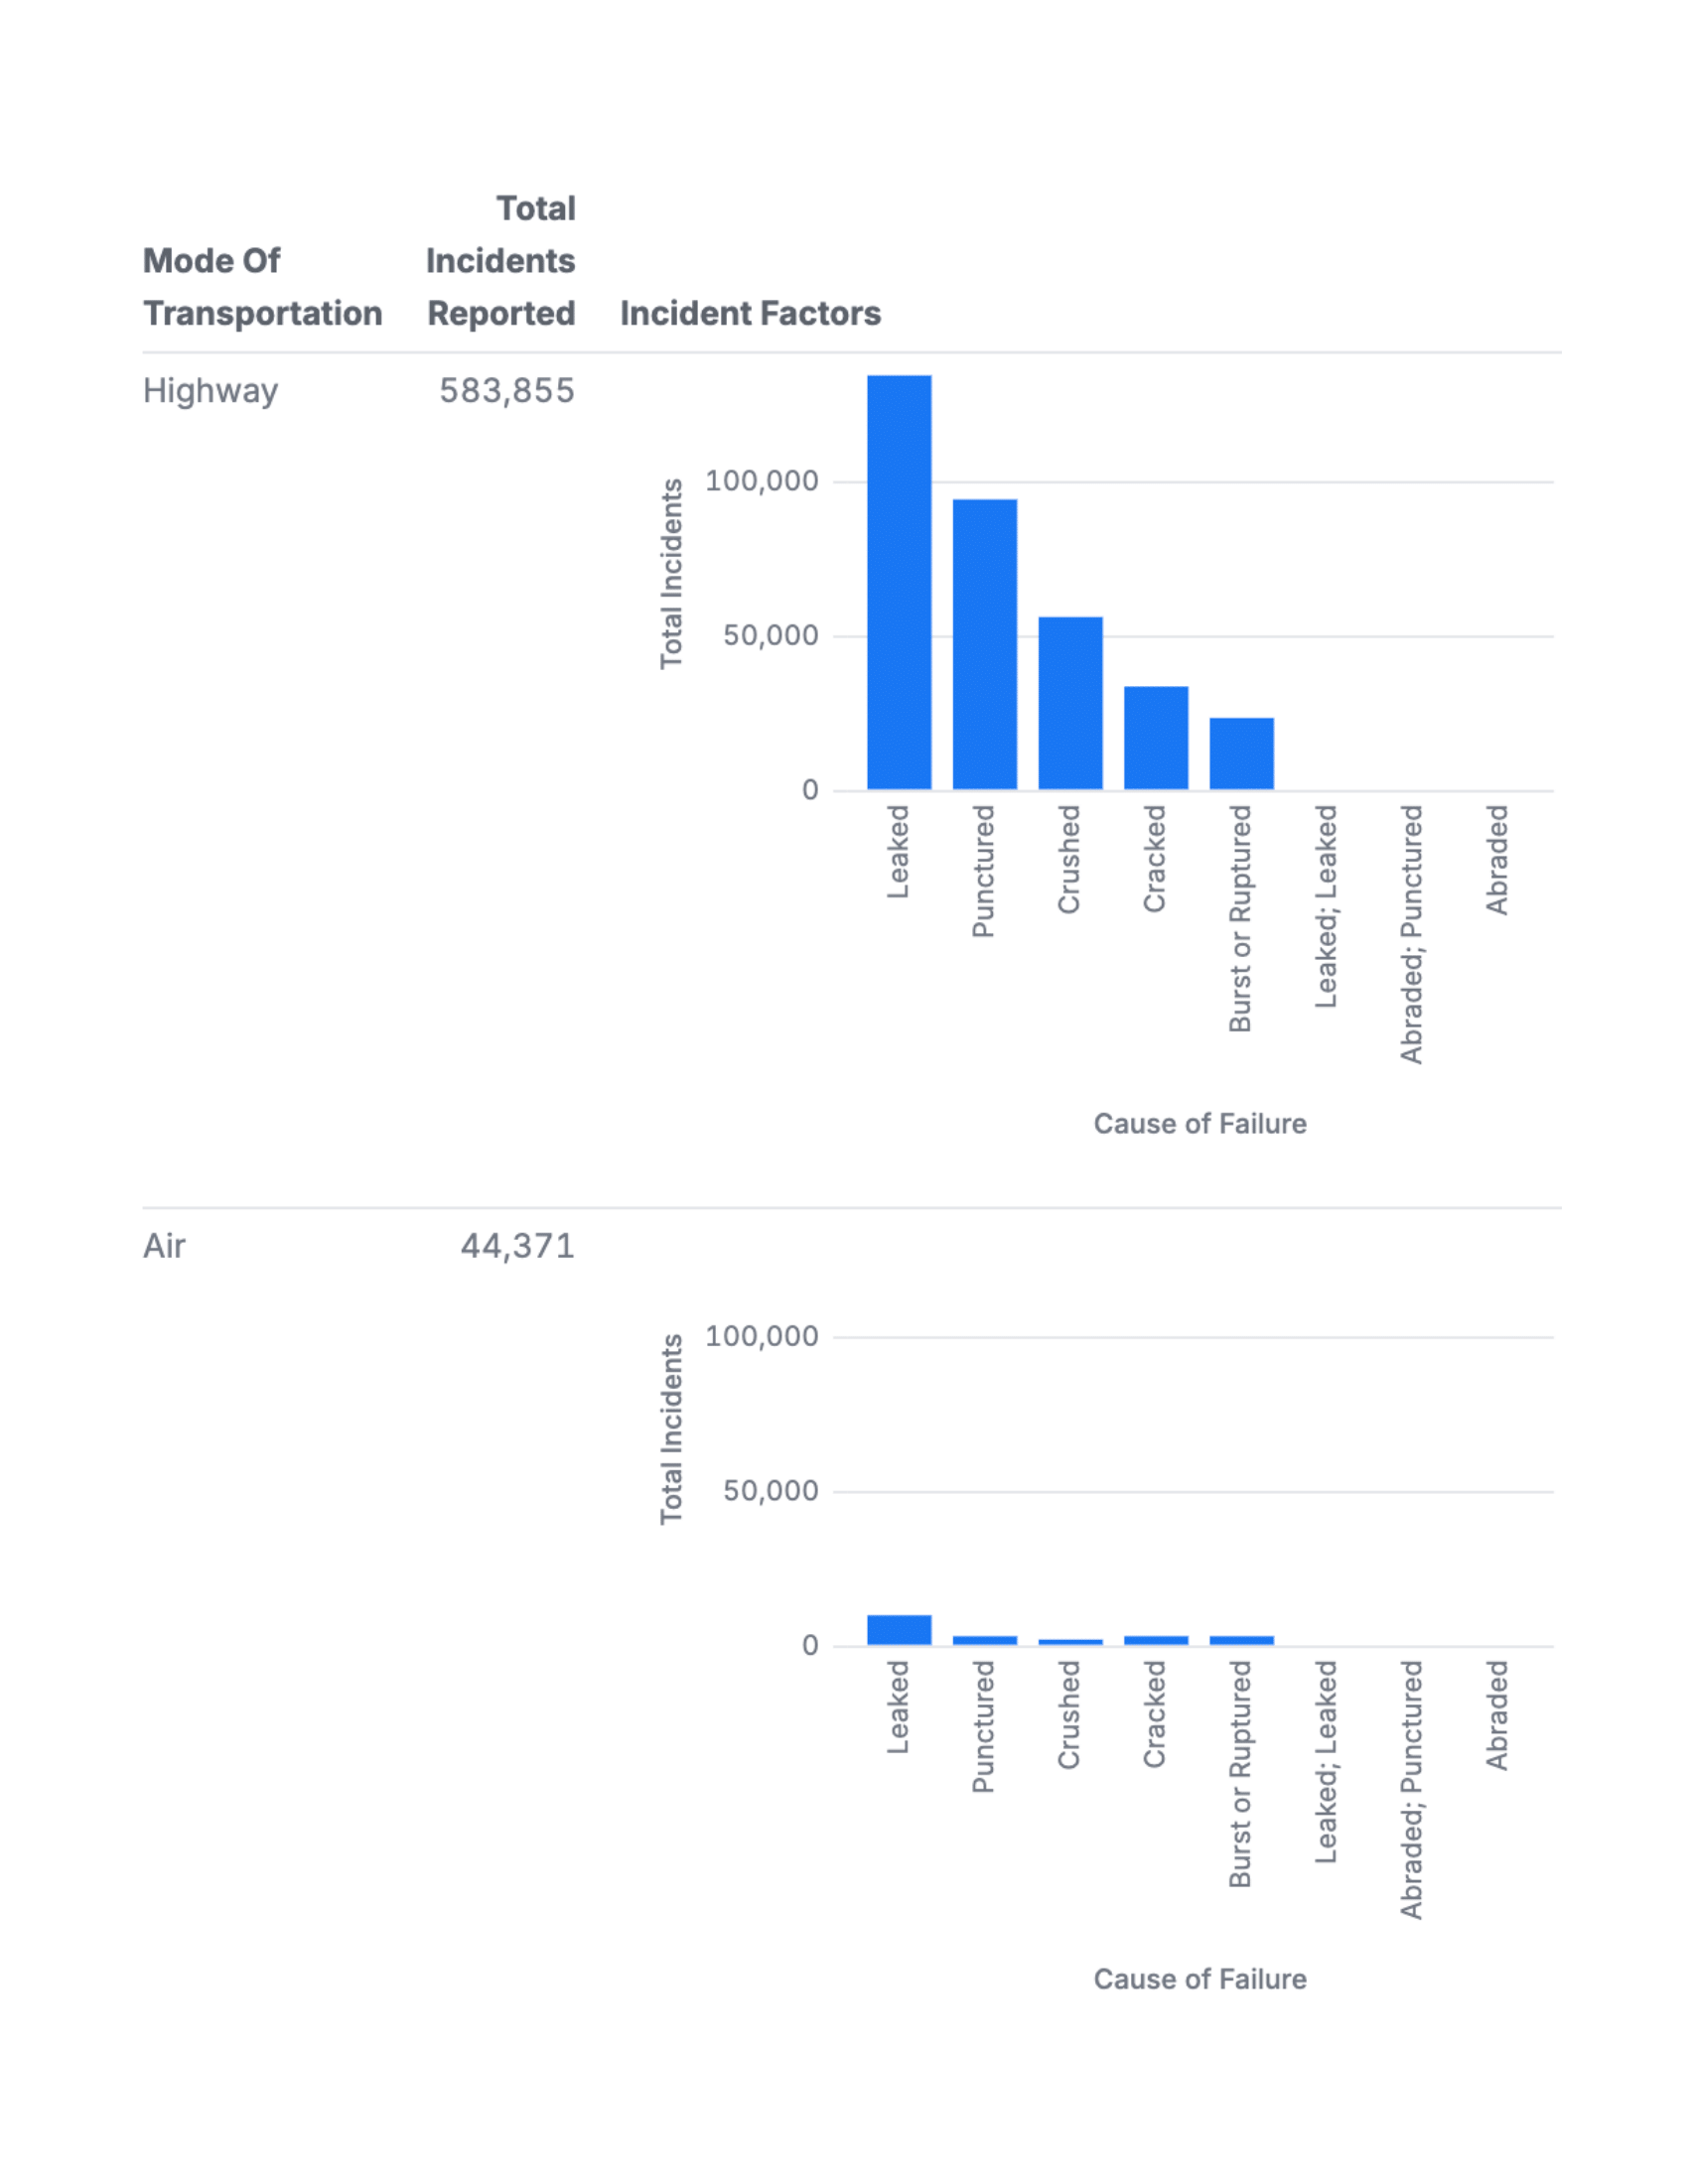 Total
Mode Of Incidents
Transportation Reported Incident Factors
Highway 583,855
100,000
Total Incidents
50,000
0
Leaked
Punctured
Crushed
Cracked
Burst or Ruptured
Leaked; Leaked
Abraded; Punctured
Abraded
Cause of Failure
Air 44,371
100,000
Total Incidents
50,000
0
Leaked
Punctured
Crushed
Cracked
Burst or Ruptured
Leaked; Leaked
Abraded; Punctured
Abraded
Cause of Failure